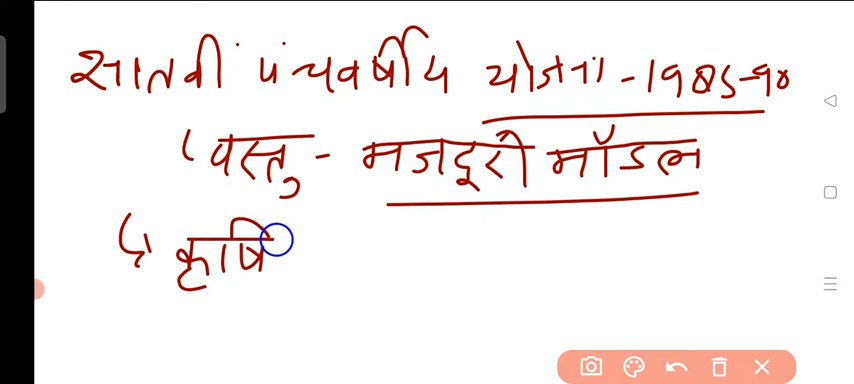 सातवीं पंचवर्षीय योजना - 1985-90
वस्तु - मजदूरी मॉडल
कृषि